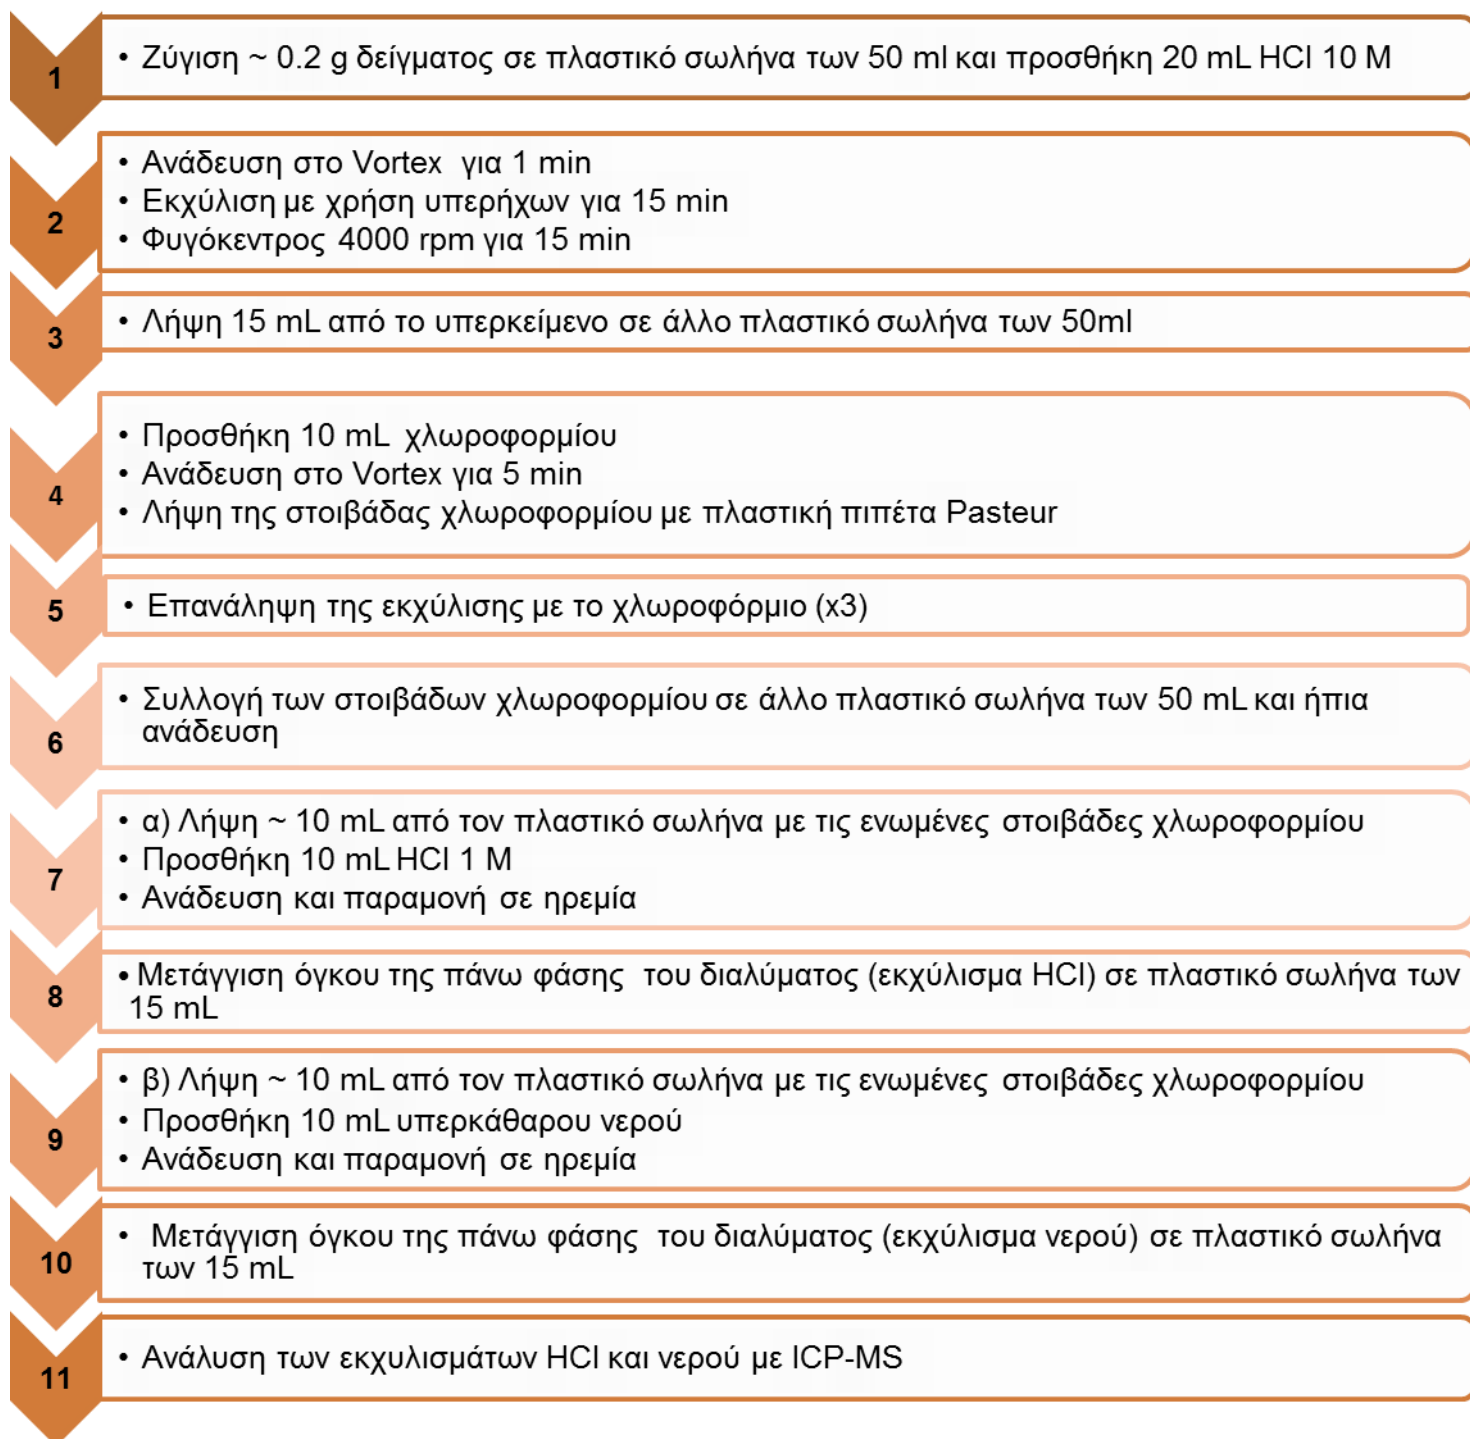 1
• Ζύγιση ~ 0.2 g δείγματος σε πλαστικό σωλήνα των 50 ml και προσθήκη 20 mL HCl 10 M
2
• Ανάδευση στο Vortex για 1 min
• Εκχύλιση με χρήση υπερήχων για 15 min
• Φυγόκεντρος 4000 rpm για 15 min
3
• Λήψη 15 mL από το υπερκείμενο σε άλλο πλαστικό σωλήνα των 50ml
4
• Προσθήκη 10 mL χλωροφορμίου
• Ανάδευση στο Vortex για 5 min
• Λήψη της στοιβάδας χλωροφορμίου με πλαστική πιπέτα Pasteur
5
• Επανάληψη της εκχύλισης με το χλωροφόρμιο (x3)
6
• Συλλογή των στοιβάδων χλωροφορμίου σε άλλο πλαστικό σωλήνα των 50 mL και ήπια
ανάδευση
7
• α) Λήψη ~ 10 mL από τον πλαστικό σωλήνα με τις ενωμένες στοιβάδες χλωροφορμίου
• Προσθήκη 10 mL HCl 1 M
• Ανάδευση και παραμονή σε ηρεμία
8
• Μετάγγιση όγκου της πάνω φάσης του διαλύματος (εκχύλισμα HCl) σε πλαστικό σωλήνα των
15 mL
9
• β) Λήψη ~ 10 mL από τον πλαστικό σωλήνα με τις ενωμένες στοιβάδες χλωροφορμίου
• Προσθήκη 10 mL υπερκάθαρου νερού
• Ανάδευση και παραμονή σε ηρεμία
10
• Μετάγγιση όγκου της πάνω φάσης του διαλύματος (εκχύλισμα νερού) σε πλαστικό σωλήνα
των 15 mL
11
• Ανάλυση των εκχυλισμάτων HCl και νερού με ICP-MS